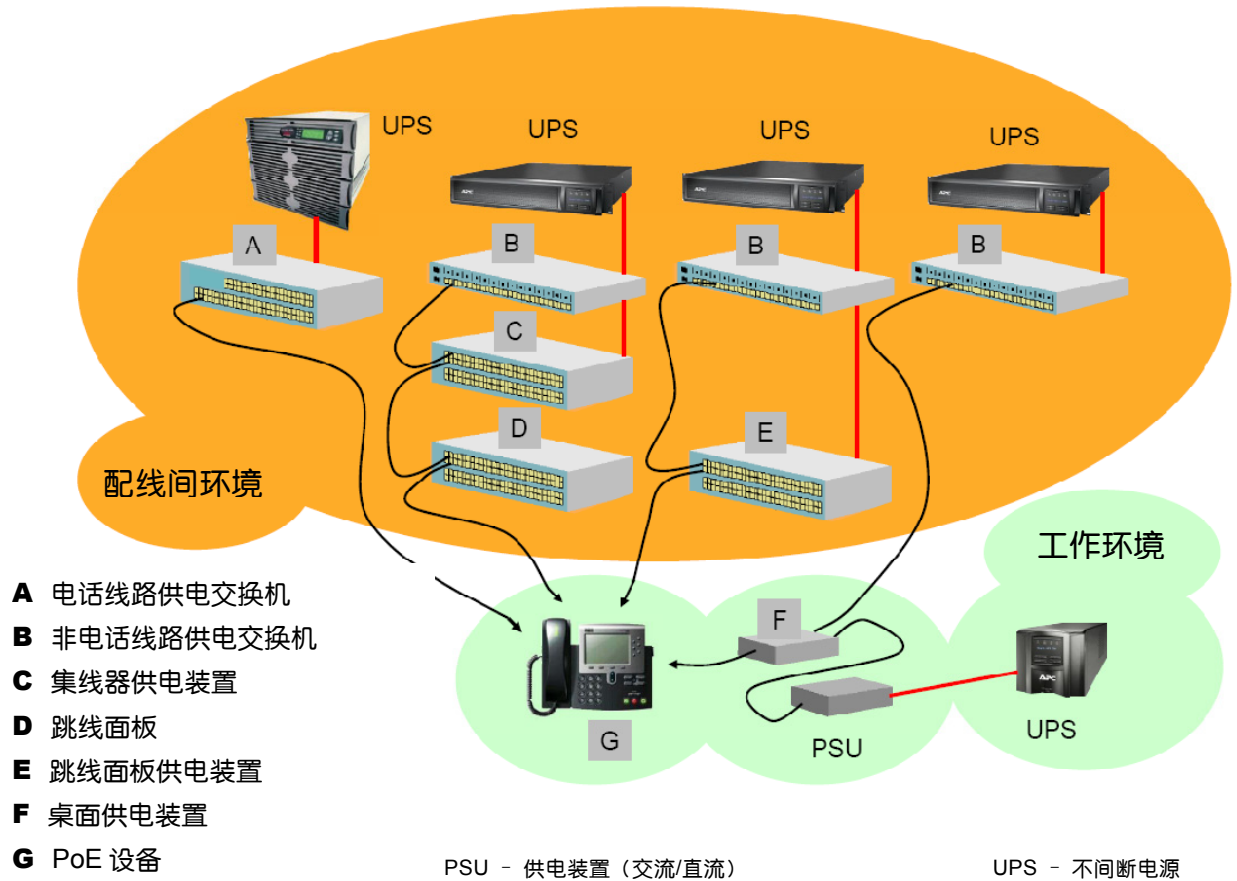 UPS
UPS
UPS
UPS
A
B
B
B
C
D
E
配线间环境
工作环境
A 电话线路供电交换机
B 非电话线路供电交换机
C 集线器供电装置
D 跳线面板
E 跳线面板供电装置
F 桌面供电装置
G PoE 设备
F
G
PSU
UPS
APC
PSU - 供电装置（交流/直流）
UPS - 不间断电源